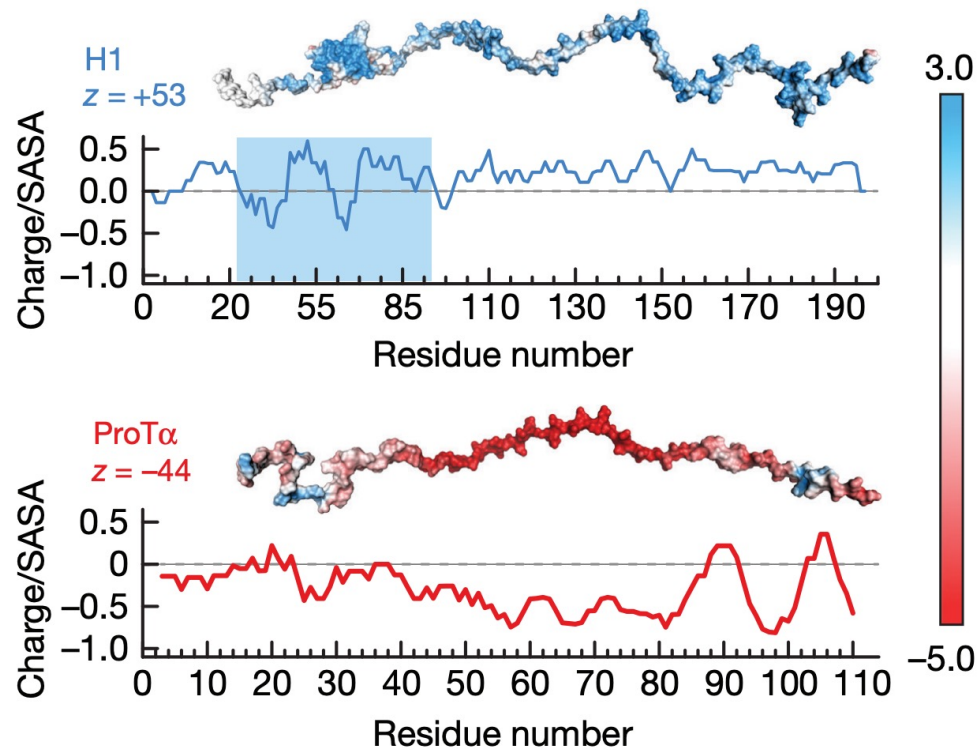 H1
z = +53
3.0
Charge/SASA
0.5
0.0
−0.5
−1.0
0 20 55 85 110 130 150 170 190
Residue number
ProTα
z = −44
Charge/SASA
0.5
0
−0.5
−1.0
0 10 20 30 40 50 60 70 80 90 100 110
−5.0
Residue number